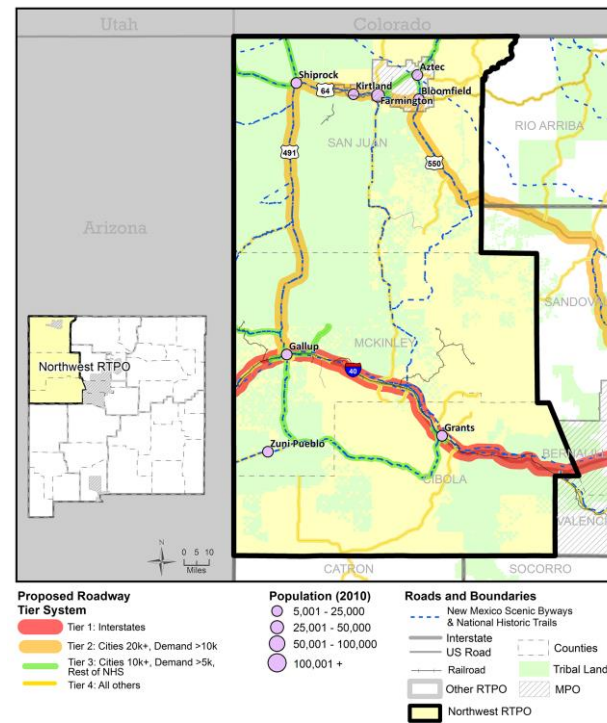 Utah
Colorado
Aztec
Shiprock
Kirtland
64
Bloomfield
Farmington
RIO ARRIBA
SAN JUAN
491
550
Arizona
SANDOVAL
Gallup
MCKINLEY
Northwest RTPO
40
Grants
Zuni Pueblo
BERNALI
CIBOLA
VALENCI
N
0 5 10
Miles
CATRON
SOCORRO
Proposed Roadway
Tier System
Tier 1: Interstates
Tier 2: Cities 20k+, Demand >10k
Tier 3: Cities 10k+, Demand >5k,
Rest of NHS
Tier 4: All others
Population (2010)
5,001 - 25,000
25,001 - 50,000
50,001 - 100,000
100,001 +
Roads and Boundaries
New Mexico Scenic Byways
& National Historic Trails
Interstate
US Road
Railroad
Other RTPO
Northwest RTPO
Counties
Tribal Land
MPO